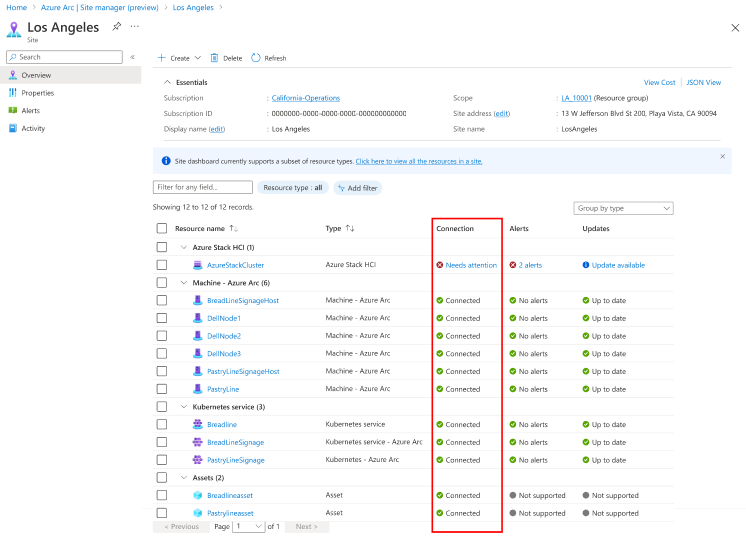 Home > Azure Arc | Site manager (preview) > Los Angeles >
Los Angeles ...
Site
Search «
Overview
Properties
Alerts
Activity
Create Delete Refresh
Essentials
View Cost | JSON View
Subscription : California-Operations
Scope : LA_10001 (Resource group)
Subscription ID : 0000000-0000-0000-0000-000000000000
Site address (edit) : 13 W Jefferson Blvd St 200, Playa Vista, CA 90094
Display name (edit) : Los Angeles
Site name : LosAngeles
Site dashboard currently supports a subset of resource types. Click here to view all the resources in a site.
Filter for any field... Resource type : all Add filter
Showing 12 to 12 of 12 records.
Group by type
Resource name ↑↓ Type ↑↓ Connection Alerts Updates
Azure Stack HCI (1)
AzureStackCluster Azure Stack HCI Needs attention 2 alerts Update available
Machine - Azure Arc (6)
BreadLineSignageHost Machine - Azure Arc Connected No alerts Up to date
DellNode1 Machine - Azure Arc Connected No alerts Up to date
DellNode2 Machine - Azure Arc Connected No alerts Up to date
DellNode3 Machine - Azure Arc Connected No alerts Up to date
PastryLineSignageHost Machine - Azure Arc Connected No alerts Up to date
PastryLine Machine - Azure Arc Connected No alerts Up to date
Kubernetes service (3)
Breadline Kubernetes service Connected No alerts Up to date
BreadLineSignage Kubernetes service - Azure Arc Connected No alerts Up to date
PastryLineSignage Kubernetes - Azure Arc Connected No alerts Up to date
Assets (2)
Breadlineasset Asset Connected Not supported Not supported
Pastrylineasset Asset Connected Not supported Not supported
< Previous Page 1 of 1 Next >